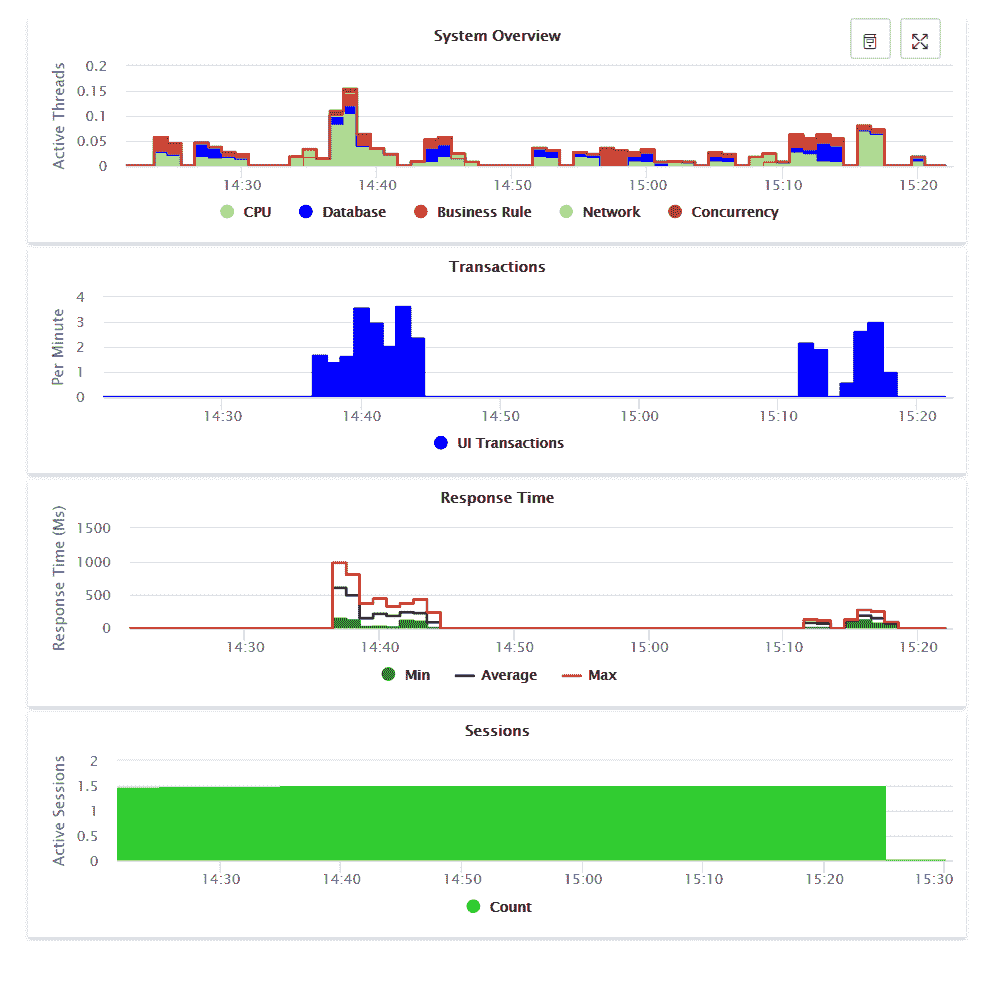 System Overview
Active Threads
0.2
0.15
0.1
0.05
0
14:30 14:40 14:50 15:00 15:10 15:20
CPU Database Business Rule Network Concurrency
Transactions
Per Minute
4
3
2
1
0
14:30 14:40 14:50 15:00 15:10 15:20
UI Transactions
Response Time
Response Time (Ms)
1500
1000
500
0
14:30 14:40 14:50 15:00 15:10 15:20
Min Average Max
Sessions
Active Sessions
2
1.5
1
0.5
0
14:30 14:40 14:50 15:00 15:10 15:20 15:30
Count